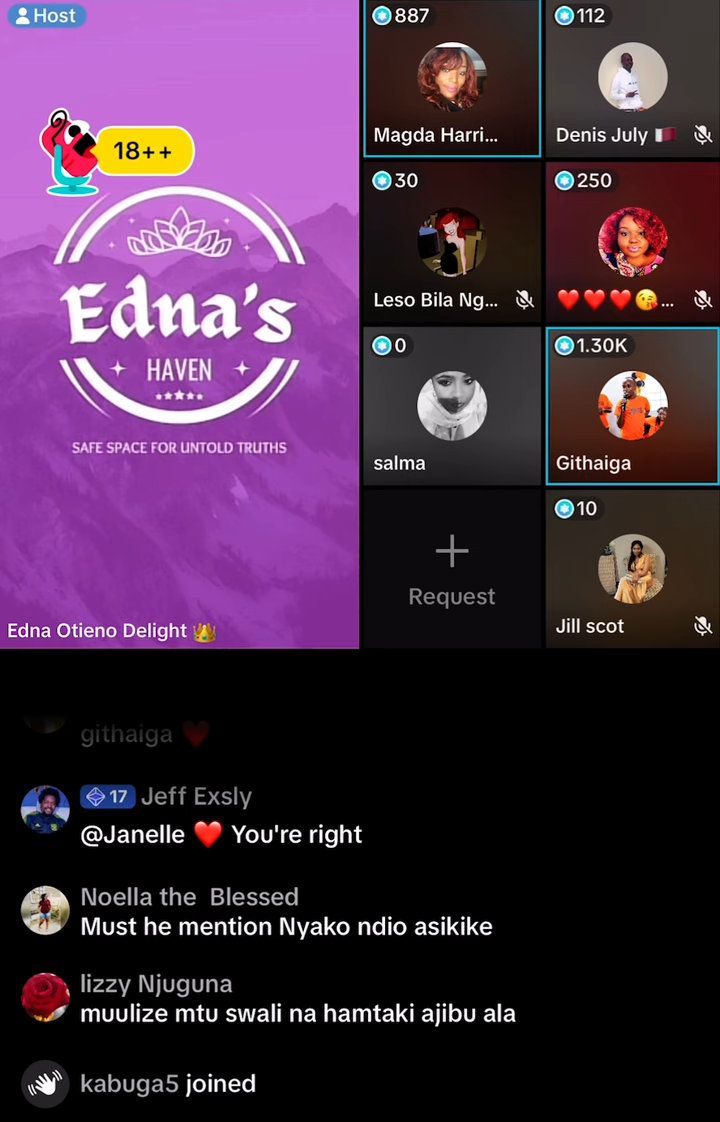 Host
18++
Edna's
HAVEN
SAFE SPACE FOR UNTOLD TRUTHS
Edna Otieno Delight
887
Magda Harri...
112
Denis July
30
Leso Bila Ng...
250
...
0
salma
1.30K
Githaiga
Request
10
Jill scot
githaiga ❤️
17 Jeff Exsly
@Janelle ❤️ You're right
Noella the Blessed
Must he mention Nyako ndio asikike
lizzy Njuguna
muulize mtu swali na hamtaki ajibu ala
kabuga5 joined